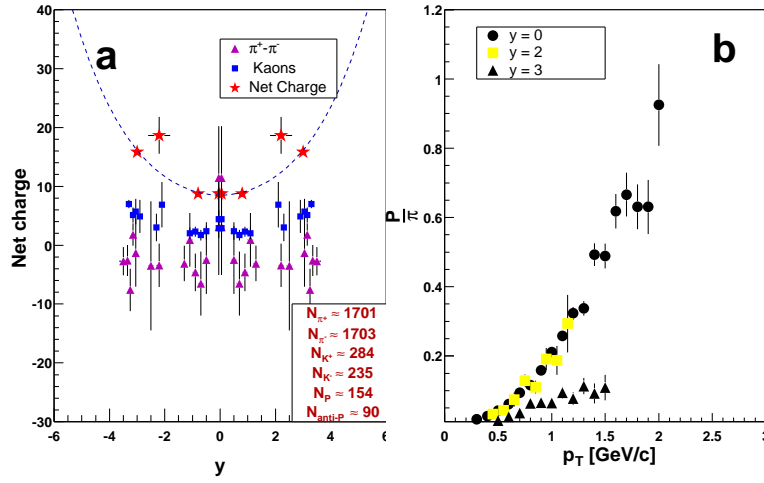 40
30
20
10
0
-10
-20
-30
-6
-4
-2
0
2
4
6
Net charge
y
a
π⁺-π⁻
Kaons
Net Charge
N_π⁺ ≈ 1701
N_π⁻ ≈ 1703
N_K⁺ ≈ 284
N_K⁻ ≈ 235
N_P ≈ 154
N_anti-P ≈ 90
1.2
1
0.8
0.6
0.4
0.2
0
0.5
1
1.5
2
2.5
3
P/π
p_T [GeV/c]
b
y = 0
y = 2
y = 3